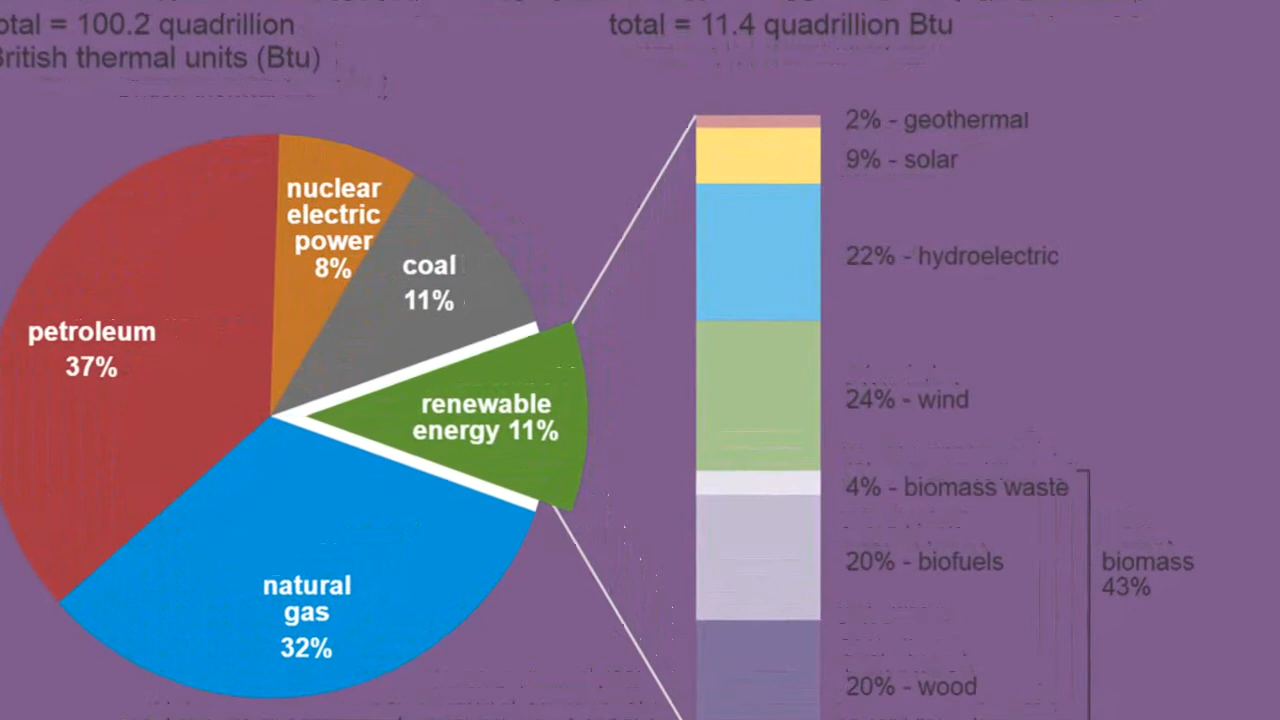 total = 100.2 quadrillion
British thermal units (Btu)
total = 11.4 quadrillion Btu
nuclear
electric
power
8%
coal
11%
petroleum
37%
renewable
energy 11%
natural
gas
32%
2% - geothermal
9% - solar
22% - hydroelectric
24% - wind
4% - biomass waste
20% - biofuels
20% - wood
biomass
43%